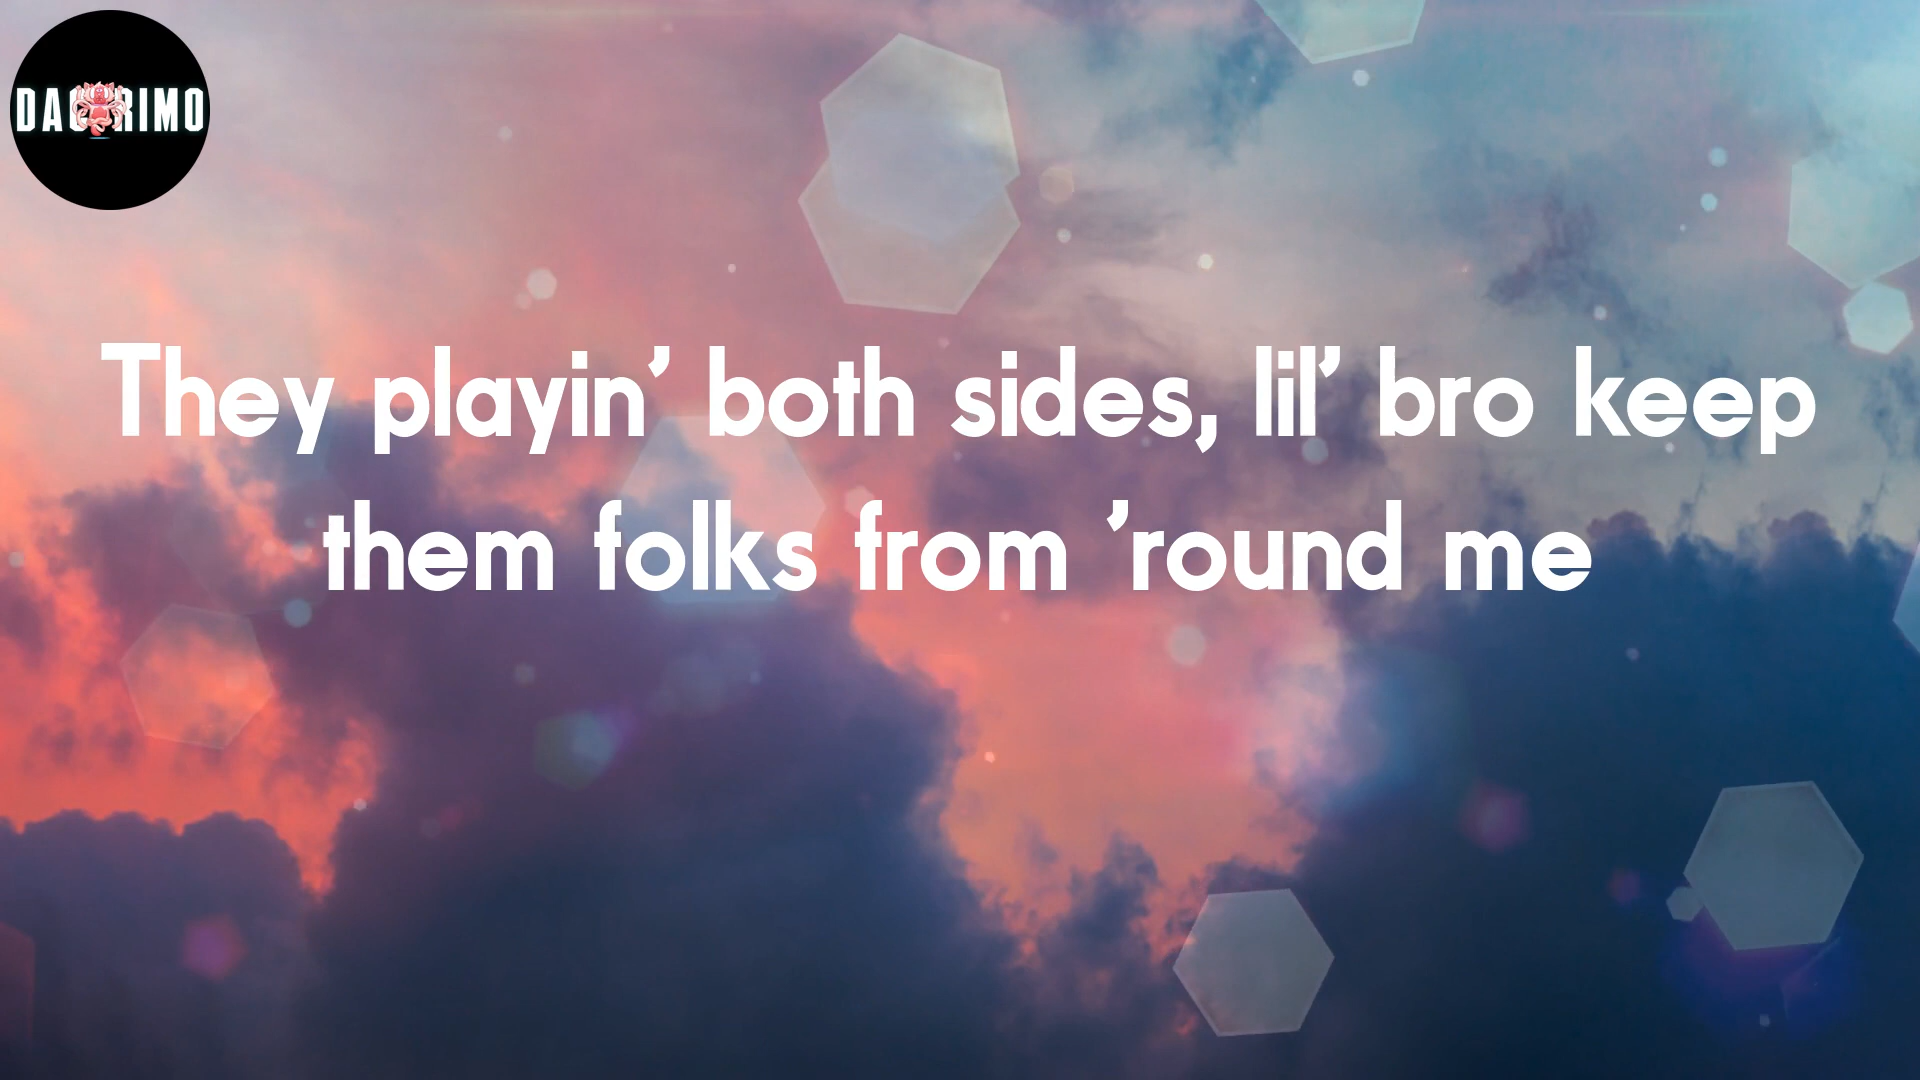 They playin' both sides, lil' bro keep
them folks from 'round me